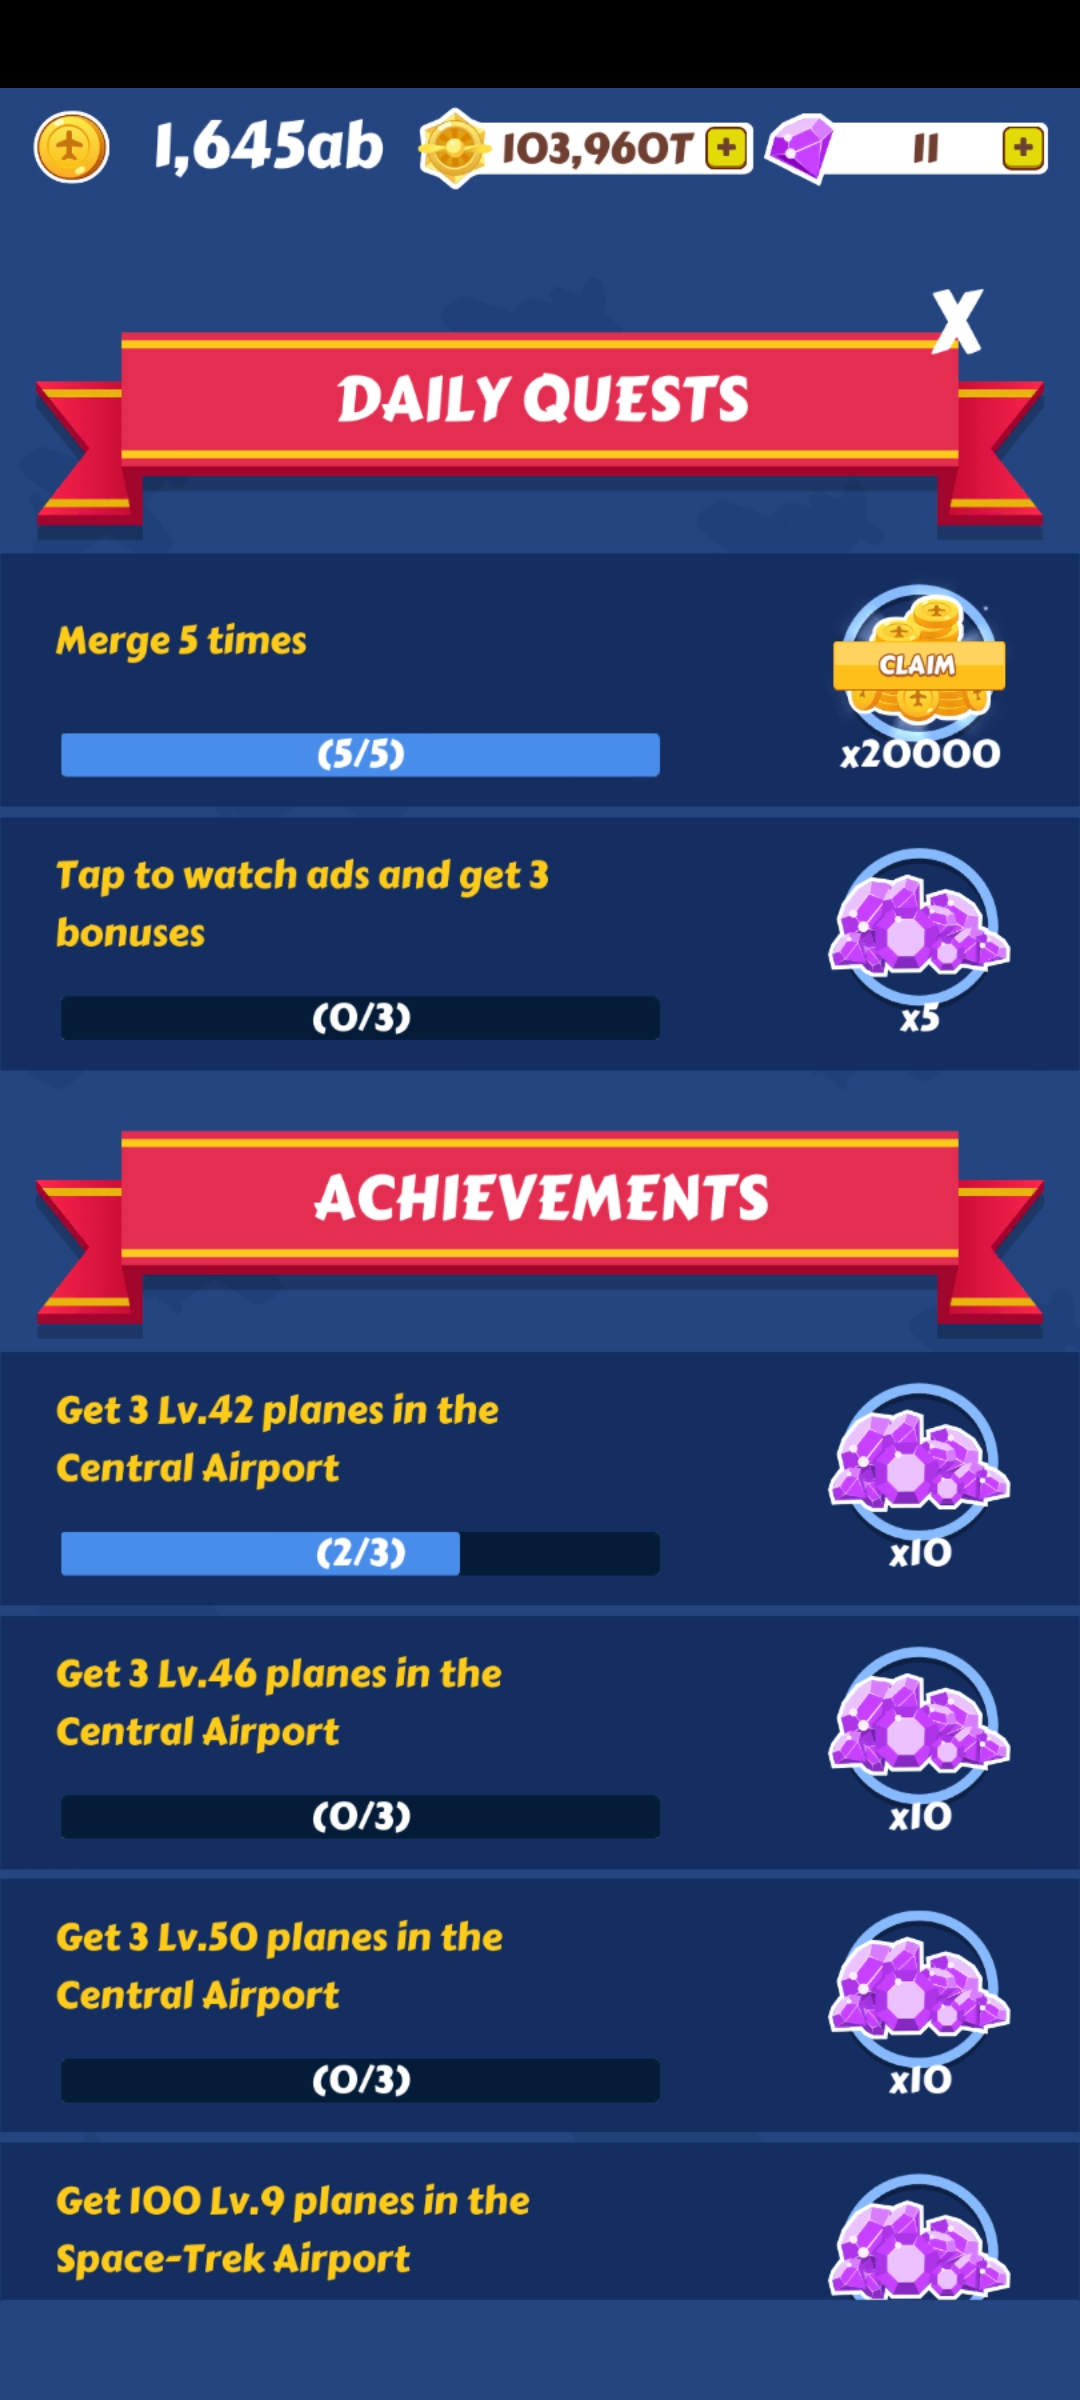 1,645ab 103,960T + 11 +
X
DAILY QUESTS
Merge 5 times
CLAIM
(5/5)
x20000
Tap to watch ads and get 3
bonuses
(0/3)
x5
ACHIEVEMENTS
Get 3 Lv.42 planes in the
Central Airport
(2/3)
x10
Get 3 Lv.46 planes in the
Central Airport
(0/3)
x10
Get 3 Lv.50 planes in the
Central Airport
(0/3)
x10
Get 100 Lv.9 planes in the
Space-Trek Airport